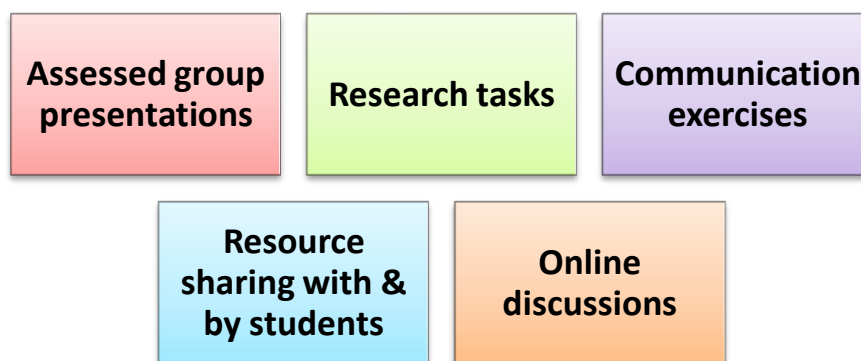 Assessed group
presentations
Research tasks
Communication
exercises
Resource
sharing with &
by students
Online
discussions